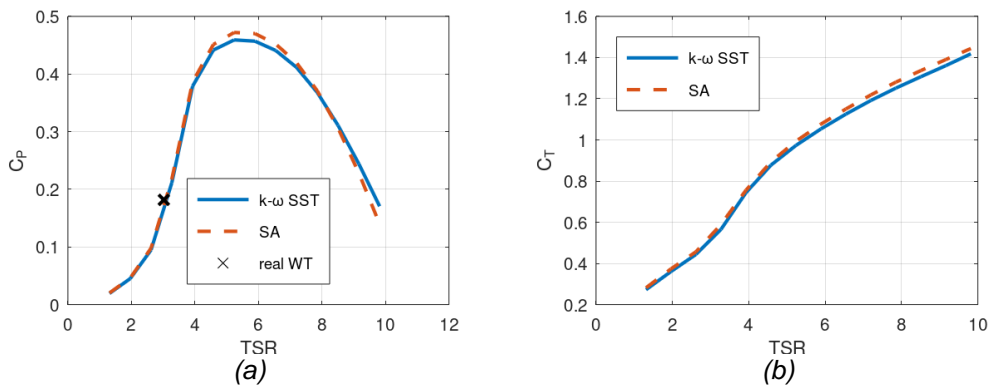 0.5
0.4
0.3
0.2
0.1
0
C_P
0 2 4 6 8 10 12
TSR
k-ω SST
SA
real WT
(a)
1.6
1.4
1.2
1
0.8
0.6
0.4
0.2
C_T
0 2 4 6 8 10
TSR
k-ω SST
SA
(b)